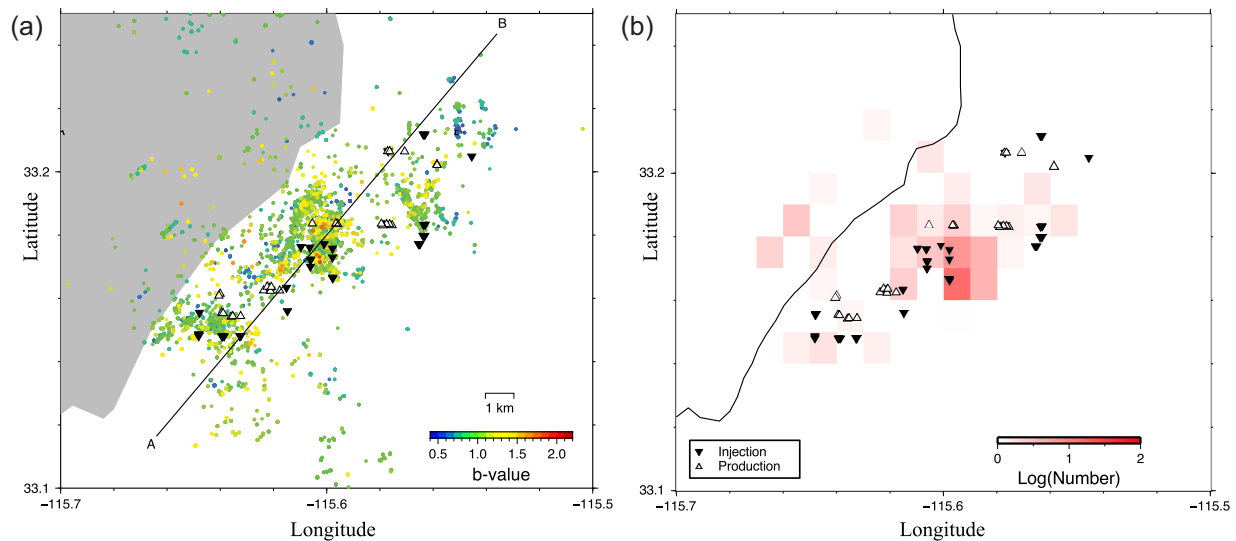 (a)
B
A
Latitude
33.2
33.1
1 km
0.5 1.0 1.5 2.0
b-value
−115.7 −115.6 −115.5
Longitude
(b)
Latitude
33.2
33.1
Injection
Production
0 1 2
Log(Number)
−115.7 −115.6 −115.5
Longitude